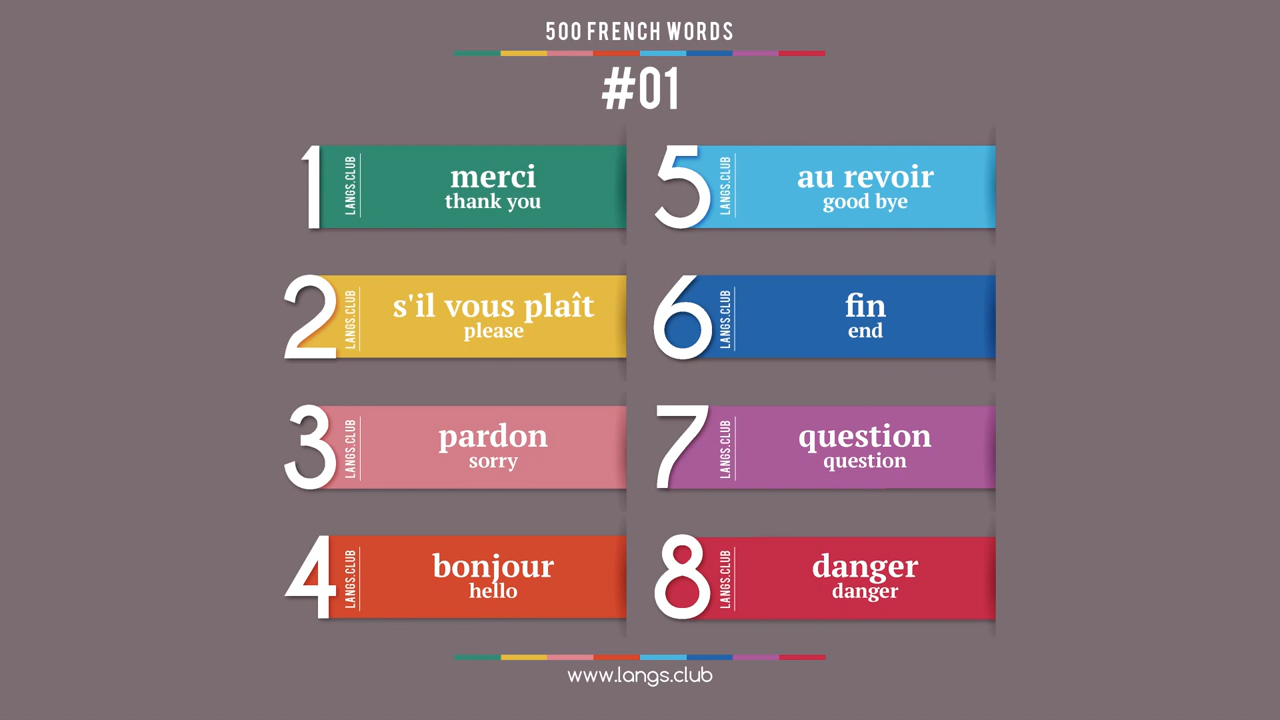 500 FRENCH WORDS
#01
1
LANGS.CLUB
merci
thank you
2
LANGS.CLUB
s'il vous plaît
please
3
LANGS.CLUB
pardon
sorry
4
LANGS.CLUB
bonjour
hello
5
LANGS.CLUB
au revoir
good bye
6
LANGS.CLUB
fin
end
7
LANGS.CLUB
question
question
8
LANGS.CLUB
danger
danger
www.langs.club